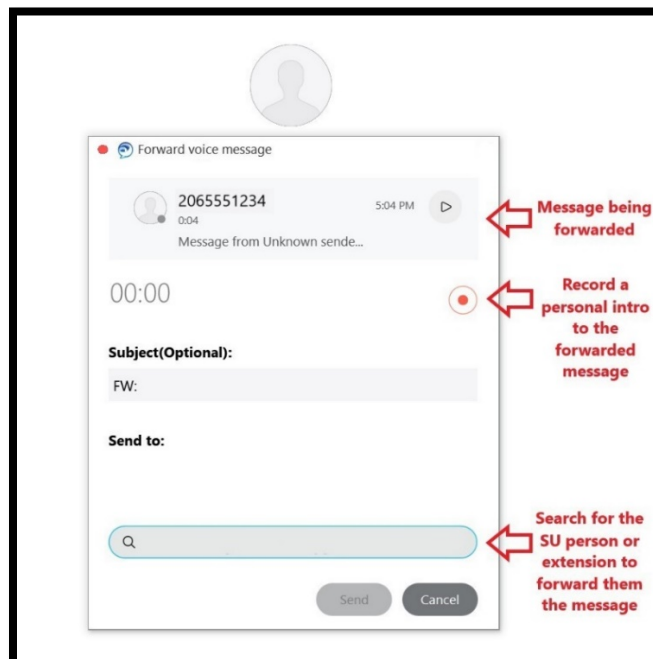 Forward voice message
2065551234
5:04 PM
0:04
Message from Unknown sende...
Message being
forwarded
00:00
Record a
personal intro
to the
forwarded
message
Subject(Optional):
FW:
Send to:
Search for the
SU person or
extension to
forward them
the message
Send
Cancel